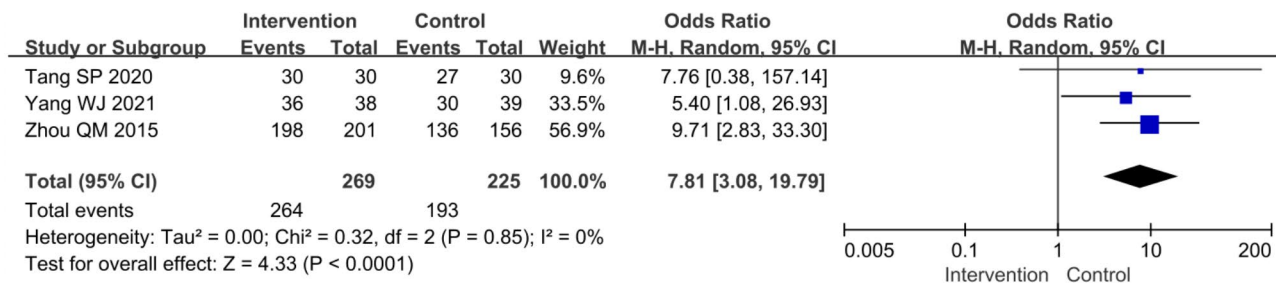 Intervention Control Odds Ratio Odds Ratio
Study or Subgroup Events Total Events Total Weight M-H, Random, 95% CI M-H, Random, 95% CI
Tang SP 2020 30 30 27 30 9.6% 7.76 [0.38, 157.14]
Yang WJ 2021 36 38 30 39 33.5% 5.40 [1.08, 26.93]
Zhou QM 2015 198 201 136 156 56.9% 9.71 [2.83, 33.30]
Total (95% CI) 269 225 100.0% 7.81 [3.08, 19.79]
Total events 264 193
Heterogeneity: Tau² = 0.00; Chi² = 0.32, df = 2 (P = 0.85); I² = 0%
Test for overall effect: Z = 4.33 (P < 0.0001)
0.005 0.1 1 10 200
Intervention Control